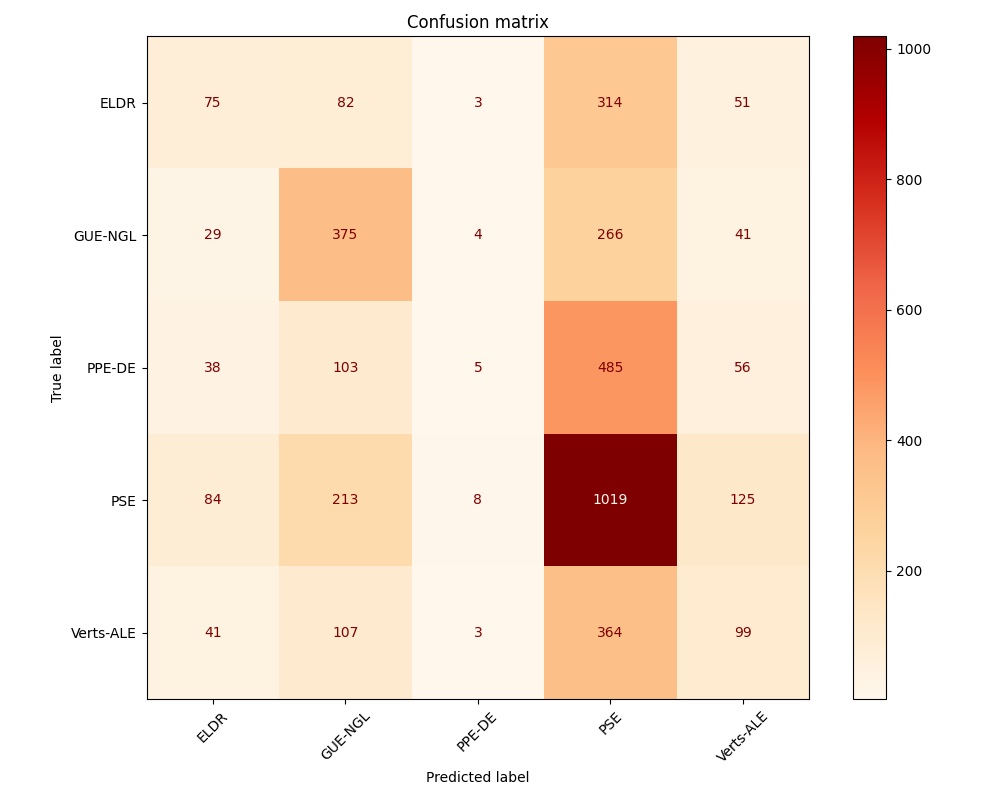 Confusion matrix
ELDR 75 82 3 314 51
GUE-NGL 29 375 4 266 41
PPE-DE 38 103 5 485 56
PSE 84 213 8 1019 125
Verts-ALE 41 107 3 364 99
ELDR GUE-NGL PPE-DE PSE Verts-ALE
Predicted label
True label
1000
800
600
400
200